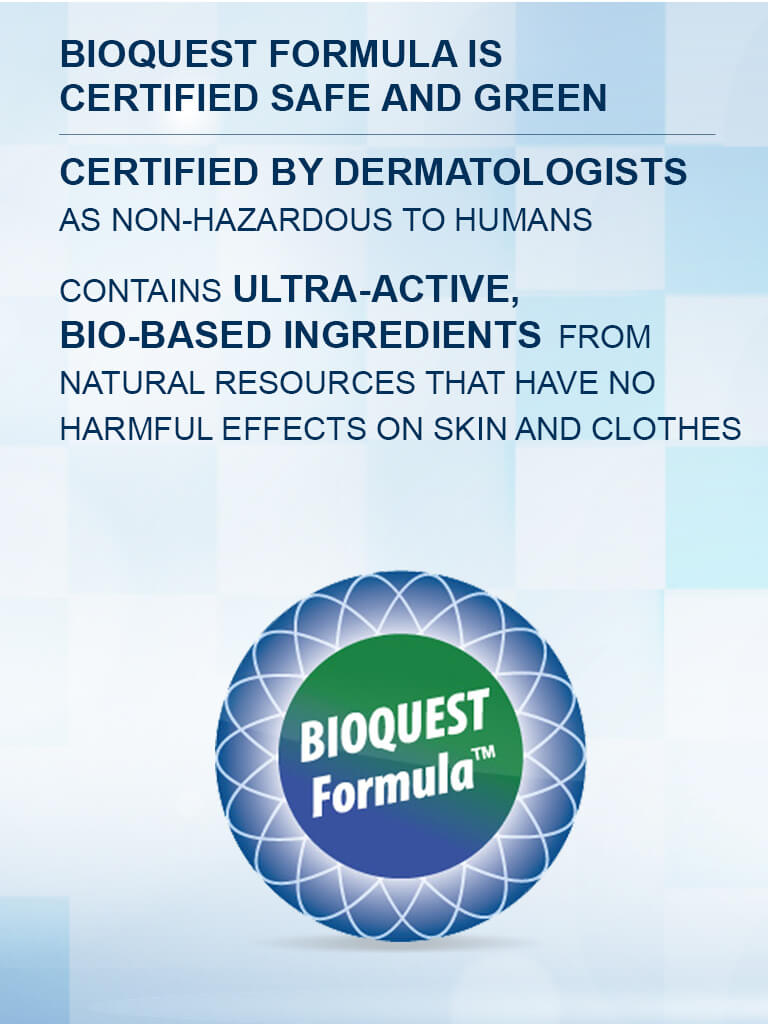 BIOQUEST FORMULA IS
CERTIFIED SAFE AND GREEN
CERTIFIED BY DERMATOLOGISTS
AS NON-HAZARDOUS TO HUMANS
CONTAINS ULTRA-ACTIVE,
BIO-BASED INGREDIENTS FROM
NATURAL RESOURCES THAT HAVE NO
HARMFUL EFFECTS ON SKIN AND CLOTHES
BIOQUEST
Formula™